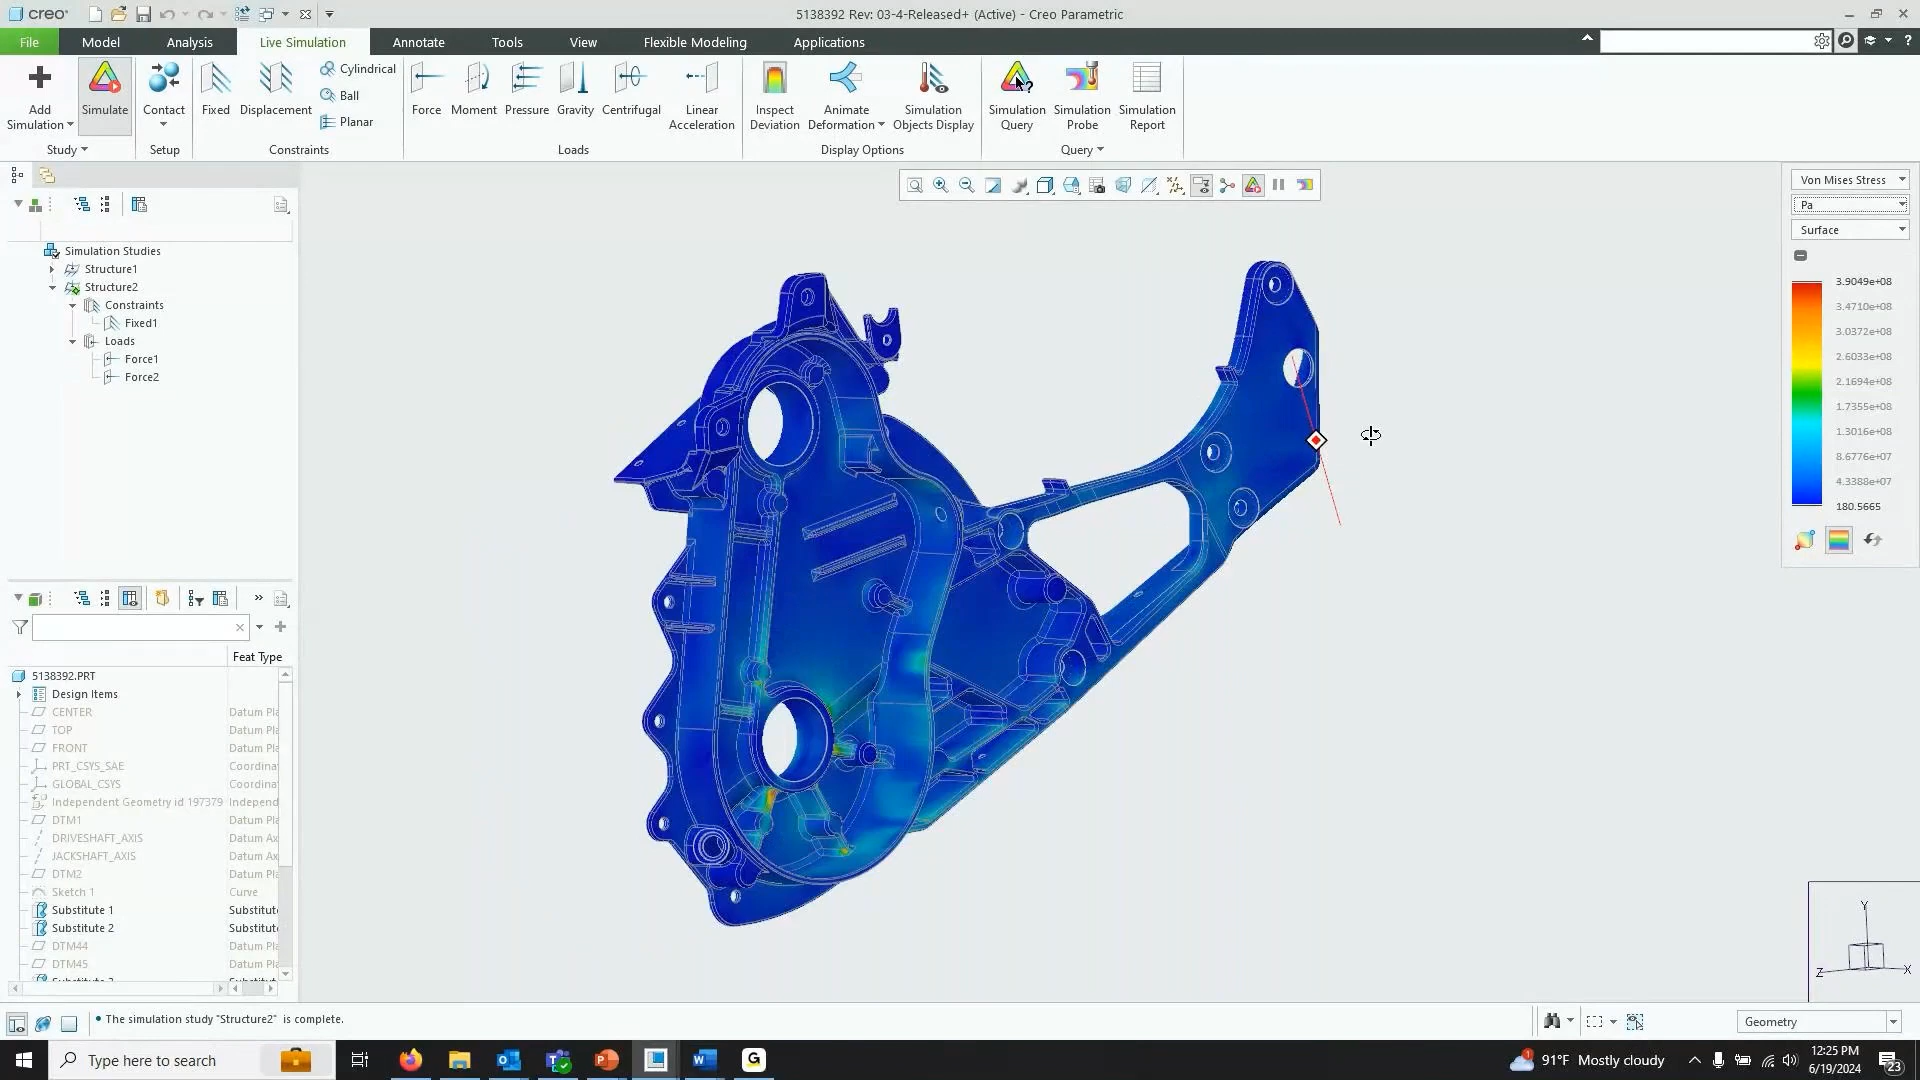 creo
5138392 Rev: 03-4-Released+ (Active) - Creo Parametric
File Model Analysis Live Simulation Annotate Tools View Flexible Modeling Applications
Add Simulation
Simulate
Contact
Fixed
Displacement
Cylindrical
Ball
Planar
Force
Moment
Pressure
Gravity
Centrifugal
Linear Acceleration
Inspect Deviation
Animate Deformation
Simulation Objects Display
Simulation Query
Simulation Probe
Simulation Report
Study Setup Constraints Loads Display Options Query
Von Mises Stress
Pa
Surface
3.9049e+08
3.4710e+08
3.0372e+08
2.6033e+08
2.1694e+08
1.7355e+08
1.3016e+08
8.6776e+07
4.3388e+07
180.5665
Simulation Studies
Structure1
Structure2
Constraints
Fixed1
Loads
Force1
Force2
Feat Type
5138392.PRT
Design Items
CENTER Datum Pla
TOP Datum Pla
FRONT Datum Pla
PRT_CSYS_SAE Coordina
GLOBAL_CSYS Coordina
Independent Geometry id 197379 Independ
DTM1 Datum Pla
DRIVESHAFT_AXIS Datum Ax
JACKSHAFT_AXIS Datum Ax
DTM2 Datum Pla
Sketch 1 Curve
Substitute 1 Substitut
Substitute 2 Substitut
DTM44 Datum Pla
DTM45 Datum Pla
Y
Z
X
• The simulation study "Structure2" is complete.
Geometry
Type here to search
91°F Mostly cloudy
12:25 PM
6/19/2024
23